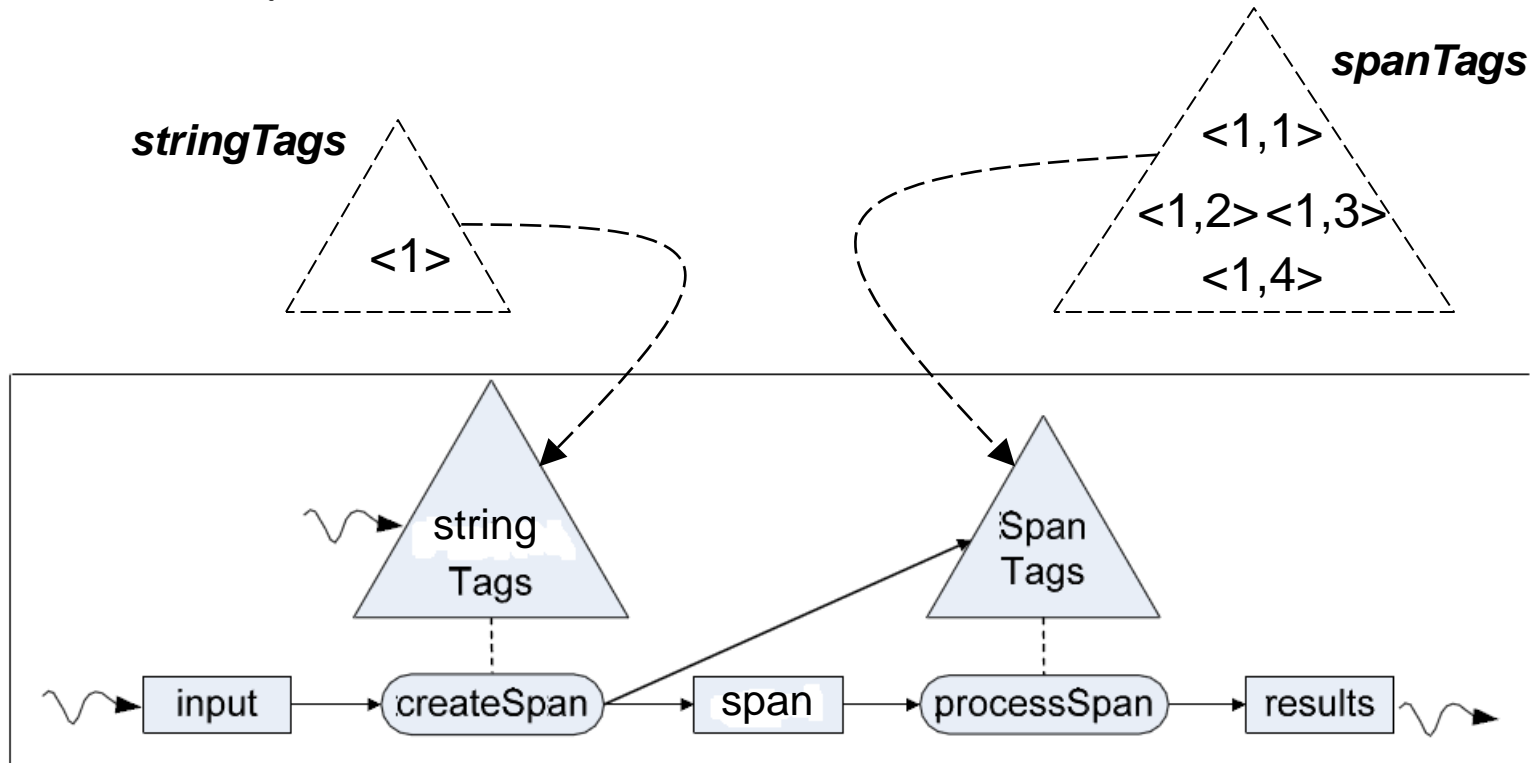 spanTags
<1,1>
stringTags
<1,2> <1,3>
<1>
<1,4>
string
Tags
Span
Tags
input
createSpan
span
processSpan
results